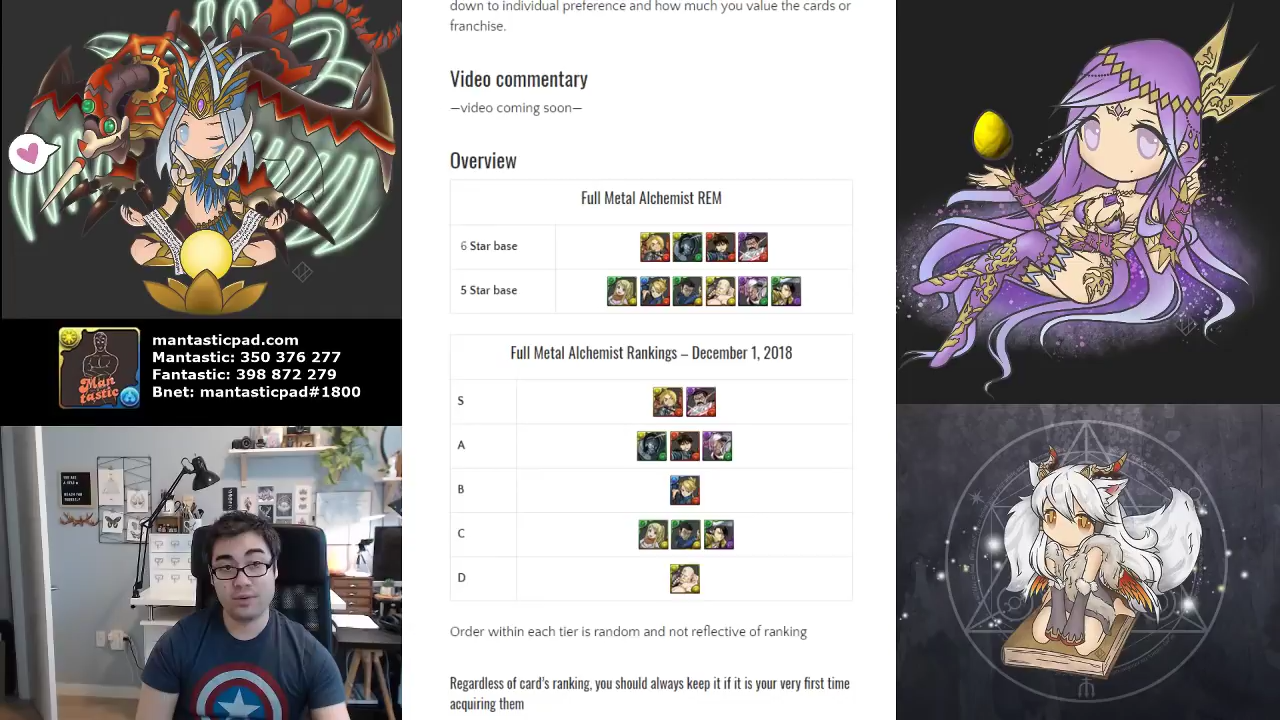 down to individual preference and how much you value the cards or
franchise.
Video commentary
—video coming soon—
Overview
Full Metal Alchemist REM
6 Star base
5 Star base
Full Metal Alchemist Rankings – December 1, 2018
S
A
B
C
D
Order within each tier is random and not reflective of ranking
Regardless of card's ranking, you should always keep it if it is your very first time
acquiring them
Man
tastic
mantasticpad.com
Mantastic: 350 376 277
Fantastic: 398 872 279
Bnet: mantasticpad#1800